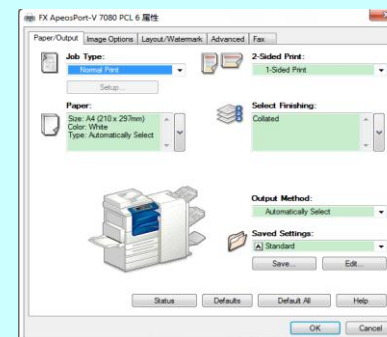 FX ApeosPort-V 7080 PCL 6 属性
Paper/Output Image Options Layout/Watermark Advanced Fax
Job Type:
Normal Print
Setup...
2-Sided Print:
1-Sided Print
Paper:
Size: A4 (210 x 297mm)
Color: White
Type: Automatically Select
Select Finishing:
Collated
Output Method:
Automatically Select
Saved Settings:
A Standard
Save... Edit...
Status Defaults Default All Help
OK Cancel